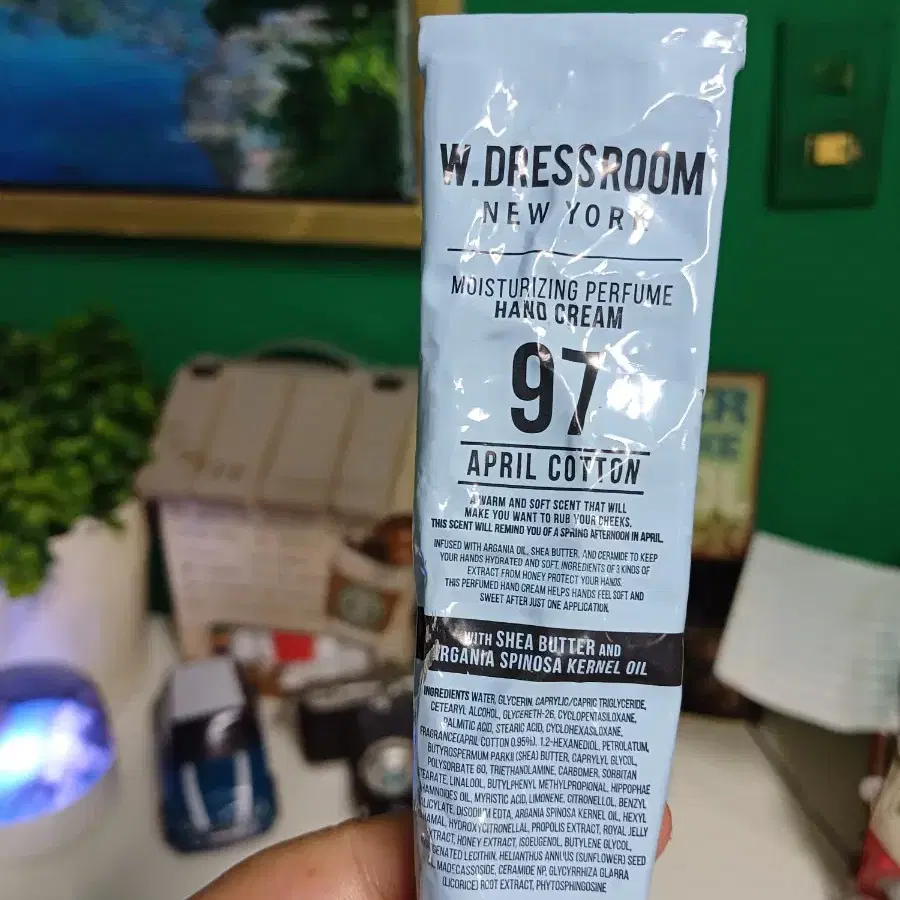 W.DRESSROOM
NEW YORK
MOISTURIZING PERFUME
HAND CREAM
97
APRIL COTTON
A WARM AND SOFT SCENT THAT WILL
MAKE YOU WANT TO RUB YOUR CHEEKS.
THIS SCENT WILL REMIND YOU OF A SPRING AFTERNOON IN APRIL.
INFUSED WITH ARGANIA OIL, SHEA BUTTER, AND CERAMIDE TO KEEP
YOUR HANDS HYDRATED AND SOFT. INGREDIENTS OF 3 KINDS OF
EXTRACT FROM HONEY PROTECT YOUR HANDS.
THIS PERFUMED HAND CREAM HELPS HANDS FEEL SOFT AND
SWEET AFTER JUST ONE APPLICATION.
WITH SHEA BUTTER AND
ARGANIA SPINOSA KERNEL OIL
INGREDIENTS WATER, GLYCERIN, CAPRYLIC/CAPRIC TRIGLYCERIDE,
CETEARYL ALCOHOL, GLYCERETH-26, CYCLOPENTASILOXANE,
PALMITIC ACID, STEARIC ACID, CYCLOHEXASILOXANE,
FRAGRANCE(APRIL COTTON 0.95%), 1,2-HEXANEDIOL, PETROLATUM,
BUTYROSPERMUM PARKII (SHEA) BUTTER, CAPRYLYL GLYCOL,
POLYSORBATE 60, TRIETHANOLAMINE, CARBOMER, SORBITAN
STEARATE, LINALOOL, BUTYLPHENYL METHYLPROPIONAL, HIPPOPHAE
RHAMNOIDES OIL, MYRISTIC ACID, LIMONENE, CITRONELLOL, BENZYL
SALICYLATE, DISODIUM EDTA, ARGANIA SPINOSA KERNEL OIL, HEXYL
CINNAMAL, HYDROXYCITRONELLAL, PROPOLIS EXTRACT, ROYAL JELLY
EXTRACT, HONEY EXTRACT, ISOEUGENOL, BUTYLENE GLYCOL,
HYDROGENATED LECITHIN, HELIANTHUS ANNUUS (SUNFLOWER) SEED
OIL, MADECASSOSIDE, CERAMIDE NP, GLYCYRRHIZA GLABRA
(LICORICE) ROOT EXTRACT, PHYTOSPHINGOSINE